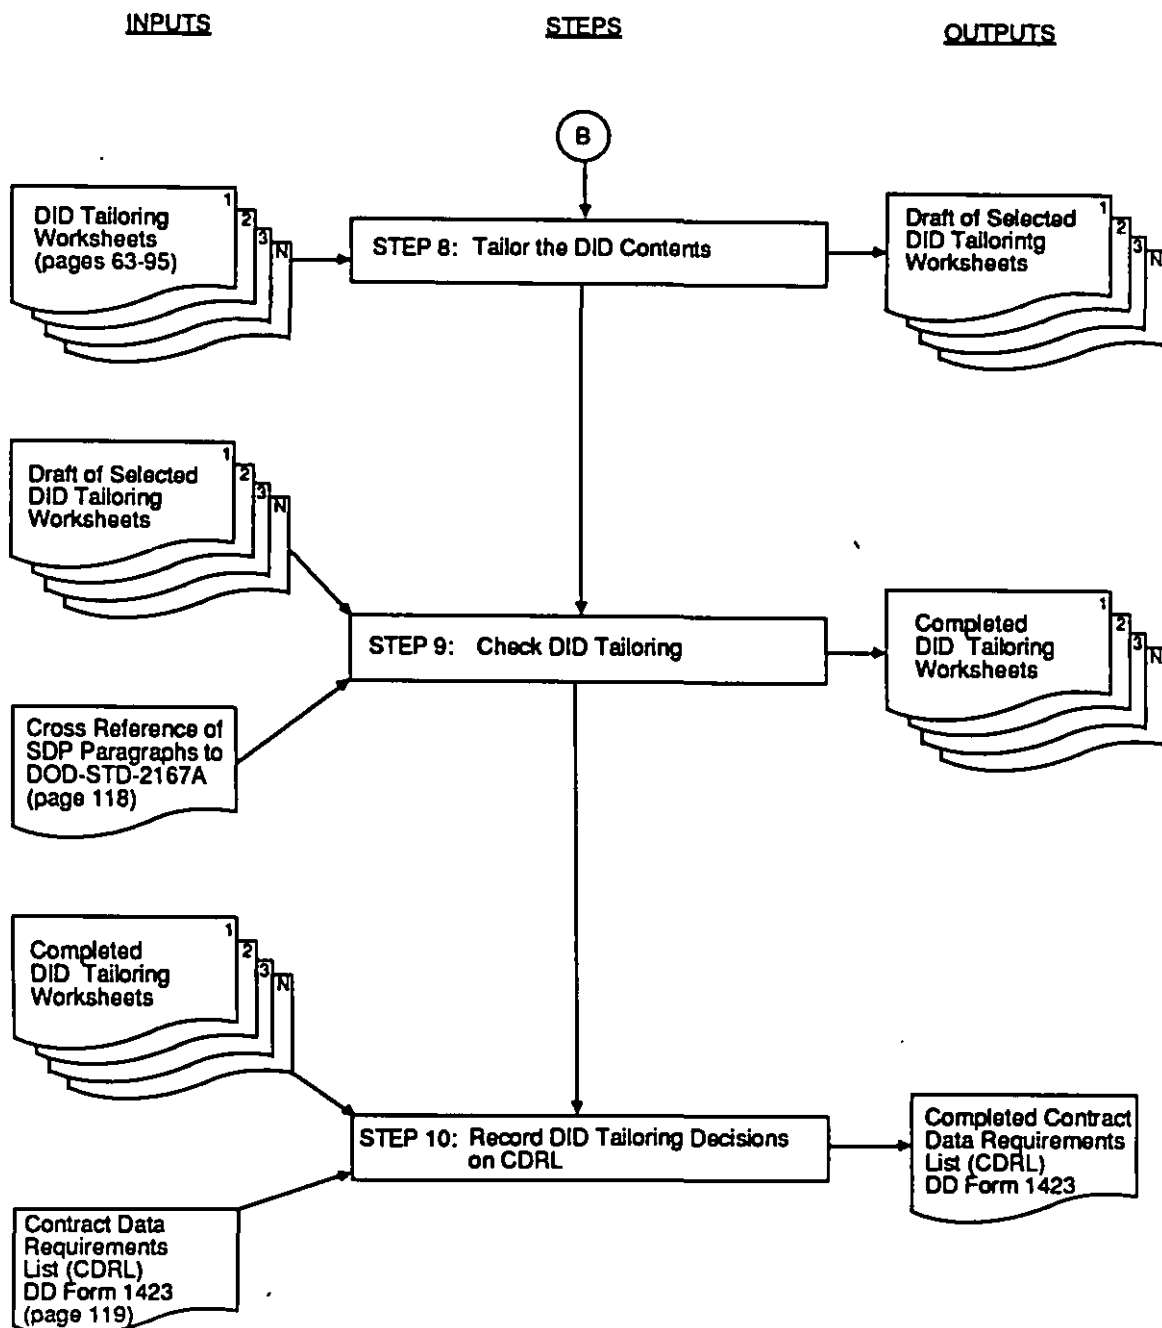 INPUTS
STEPS
OUTPUTS
B
DID Tailoring
Worksheets
(pages 63-95)
1
2
3
N
STEP 8: Tailor the DID Contents
Draft of Selected
DID Tailorintg
Worksheets
1
2
3
N
Draft of Selected
DID Tailoring
Worksheets
1
2
3
N
STEP 9: Check DID Tailoring
Completed
DID Tailoring
Worksheets
1
2
3
N
Cross Reference of
SDP Paragraphs to
DOD-STD-2167A
(page 118)
Completed
DID Tailoring
Worksheets
1
2
3
N
STEP 10: Record DID Tailoring Decisions
on CDRL
Completed Contract
Data Requirements
List (CDRL)
DD Form 1423
Contract Data
Requirements
List (CDRL)
DD Form 1423
(page 119)